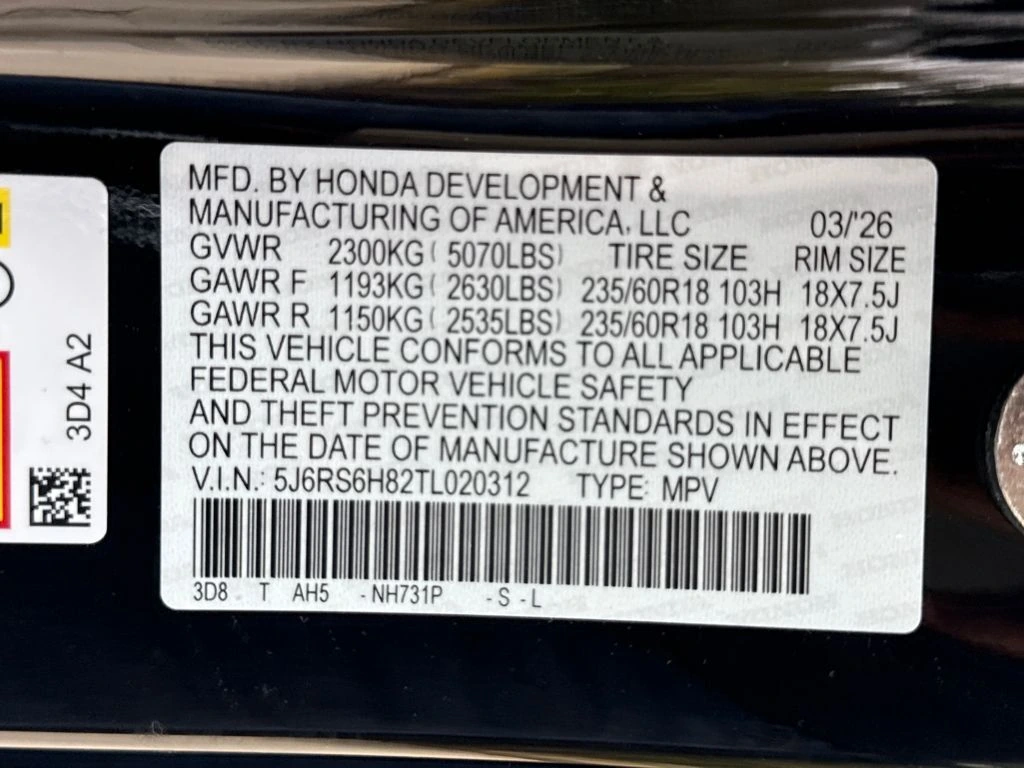 MFD. BY HONDA DEVELOPMENT &
MANUFACTURING OF AMERICA, LLC 03/'26
GVWR 2300KG ( 5070LBS) TIRE SIZE RIM SIZE
GAWR F 1193KG ( 2630LBS) 235/60R18 103H 18X7.5J
GAWR R 1150KG ( 2535LBS) 235/60R18 103H 18X7.5J
THIS VEHICLE CONFORMS TO ALL APPLICABLE
FEDERAL MOTOR VEHICLE SAFETY
AND THEFT PREVENTION STANDARDS IN EFFECT
ON THE DATE OF MANUFACTURE SHOWN ABOVE.
V.I.N.: 5J6RS6H82TL020312 TYPE: MPV
3D8 - T AH5 - NH731P - S - L
3D4 A2